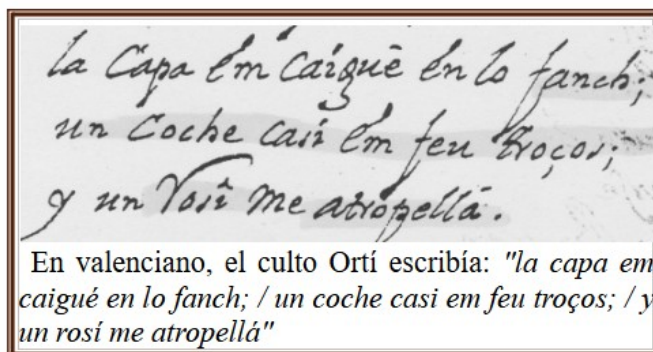 la Capa em Caiguè en lo fanch;
un Coche casi em feu troços;
y un Rosî me atropellá.
En valenciano, el culto Ortí escribía: "la capa em
caigué en lo fanch; / un coche casi em feu troços; / y
un rosí me atropellá"